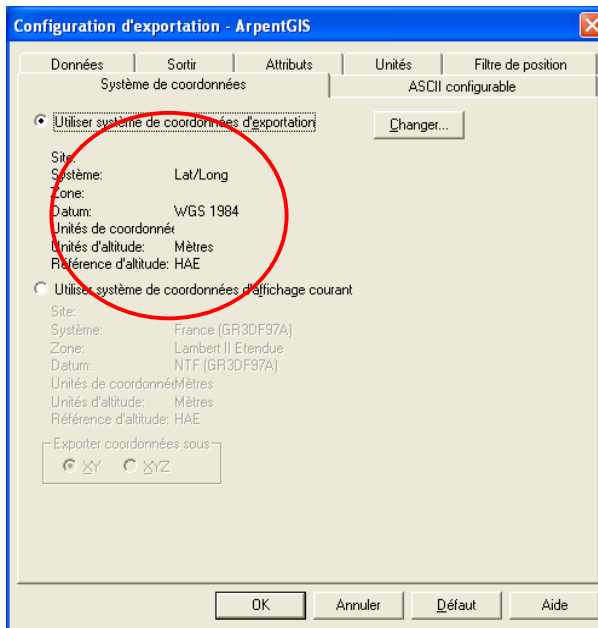 Configuration d'exportation - ArpentGIS
Données Sortir Attributs Unités Filtre de position
Système de coordonnées ASCII configurable
Utiliser système de coordonnées d'exportation Changer...
Site:
Système: Lat/Long
Zone:
Datum: WGS 1984
Unités de coordonnée
Unités d'altitude: Mètres
Référence d'altitude: HAE
Utiliser système de coordonnées d'affichage courant
Site:
Système: France (GR3DF97A)
Zone: Lambert II Etendue
Datum: NTF (GR3DF97A)
Unités de coordonnée Mètres
Unités d'altitude: Mètres
Référence d'altitude: HAE
Exporter coordonnées sous
XY XYZ
OK Annuler Défaut Aide